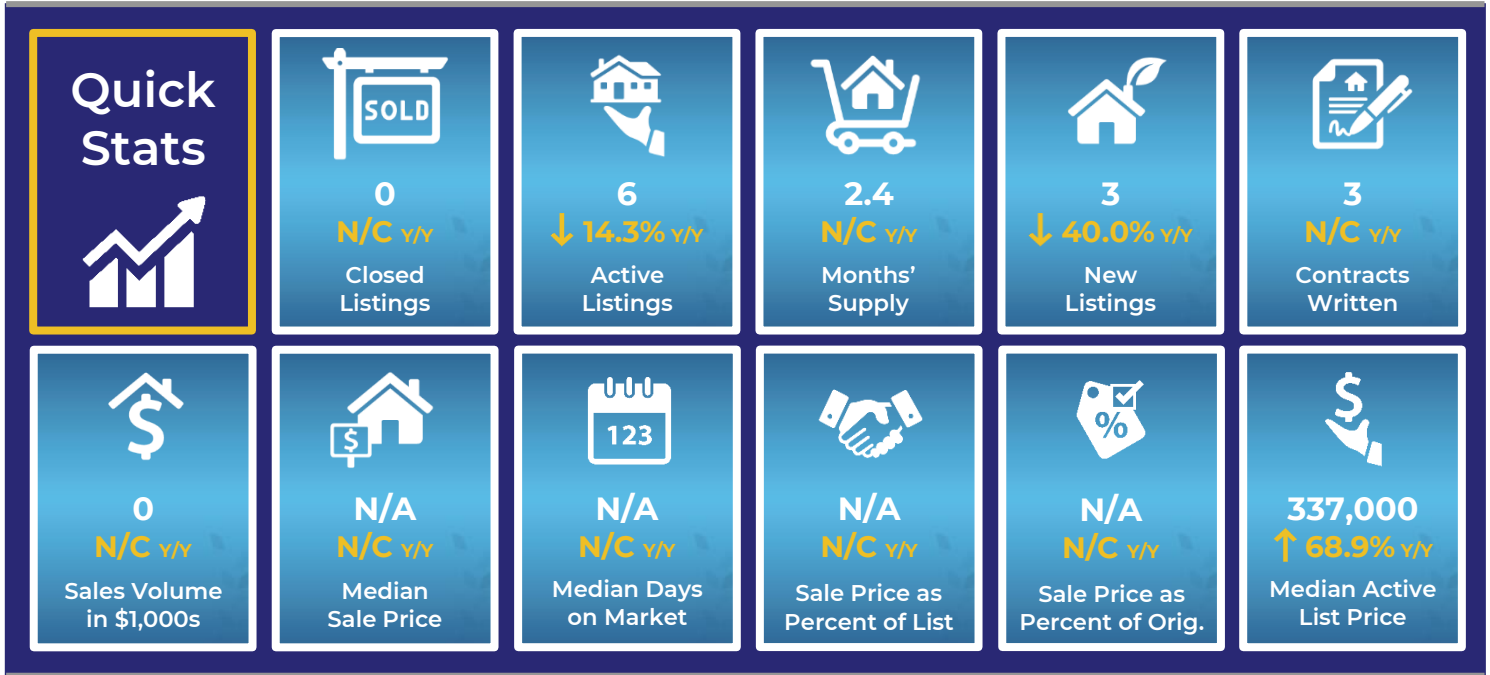 Quick
Stats
SOLD
0
N/C Y/Y
Closed
Listings
6
↓ 14.3% Y/Y
Active
Listings
2.4
N/C Y/Y
Months’
Supply
3
↓ 40.0% Y/Y
New
Listings
3
N/C Y/Y
Contracts
Written
$
0
N/C Y/Y
Sales Volume
in $1,000s
$
N/A
N/C Y/Y
Median
Sale Price
123
N/A
N/C Y/Y
Median Days
on Market
N/A
N/C Y/Y
Sale Price as
Percent of List
%
N/A
N/C Y/Y
Sale Price as
Percent of Orig.
$
337,000
↑ 68.9% Y/Y
Median Active
List Price